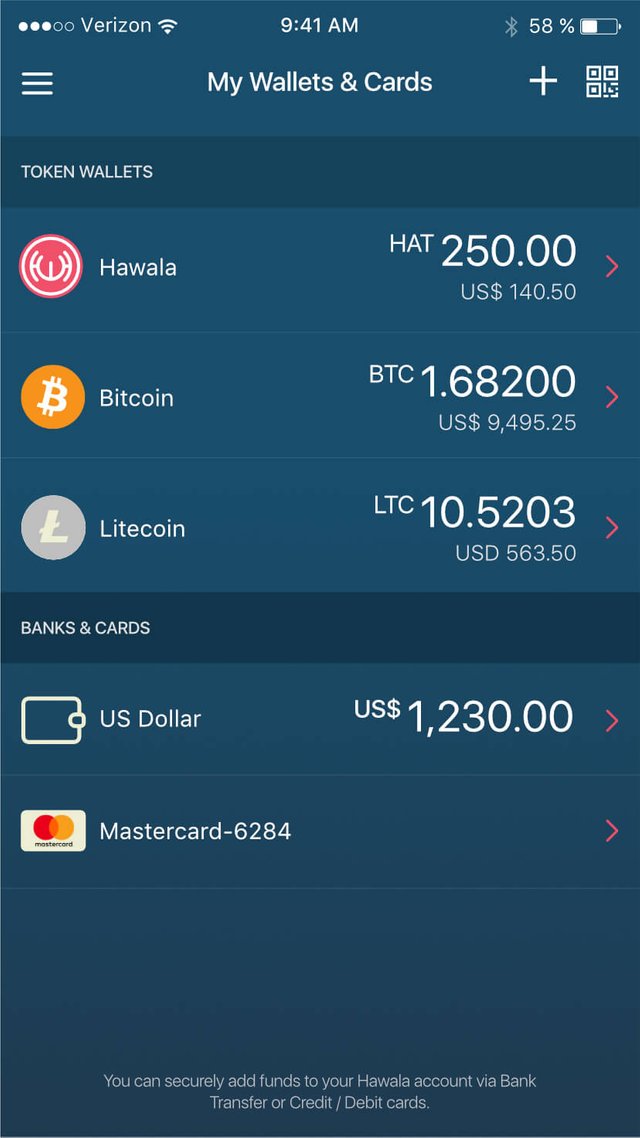 Verizon 9:41 AM 58 %
My Wallets & Cards
TOKEN WALLETS
HAT 250.00
Hawala
US$ 140.50
BTC 1.68200
Bitcoin
US$ 9,495.25
LTC 10.5203
Litecoin
USD 563.50
BANKS & CARDS
US Dollar US$ 1,230.00
mastercard Mastercard-6284
You can securely add funds to your Hawala account via Bank
Transfer or Credit / Debit cards.